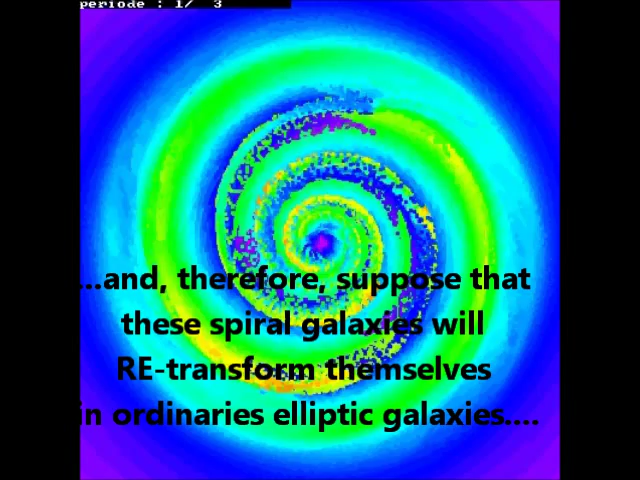 periode : 1/ 3
...and, therefore, suppose that
these spiral galaxies will
RE-transform themselves
in ordinaries elliptic galaxies....